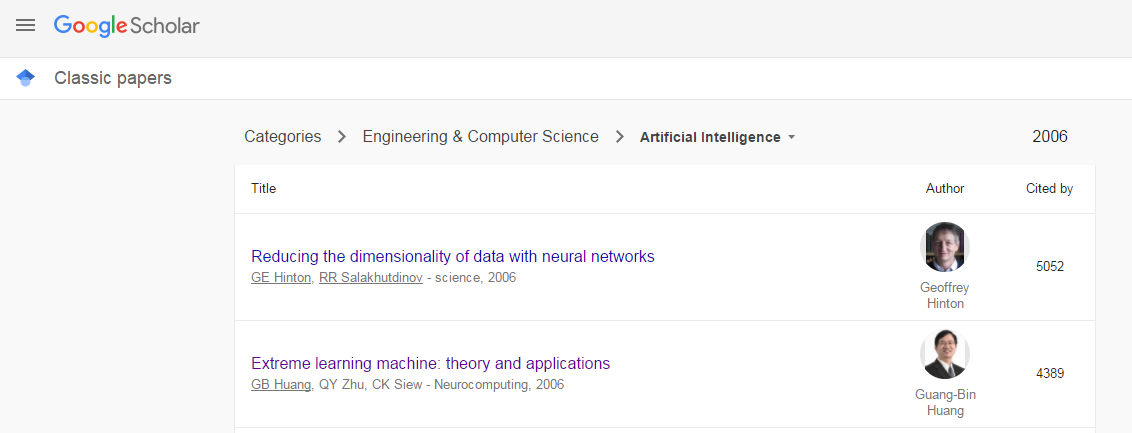 Google Scholar
Classic papers
Categories > Engineering & Computer Science > Artificial Intelligence 2006
Title Author Cited by
Reducing the dimensionality of data with neural networks
GE Hinton, RR Salakhutdinov - science, 2006
Geoffrey
Hinton
5052
Extreme learning machine: theory and applications
GB Huang, QY Zhu, CK Siew - Neurocomputing, 2006
Guang-Bin
Huang
4389